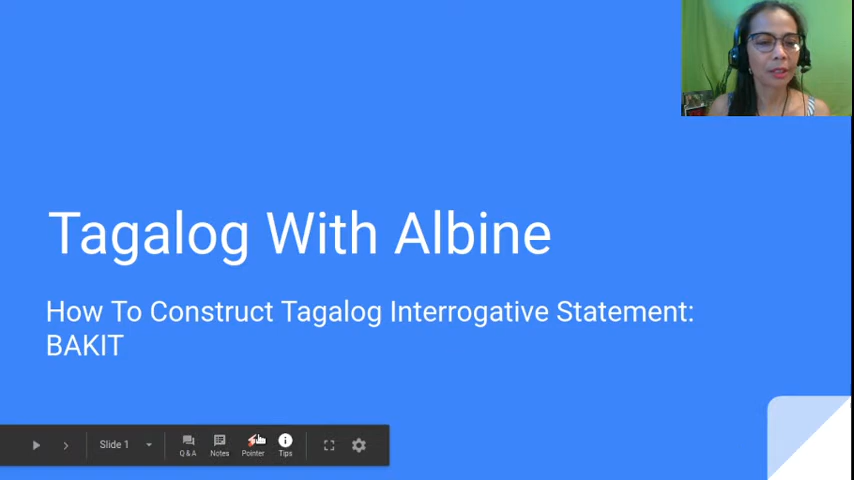 Tagalog With Albine
How To Construct Tagalog Interrogative Statement:
BAKIT
Slide 1
Q&A
Notes
Pointer
Tips